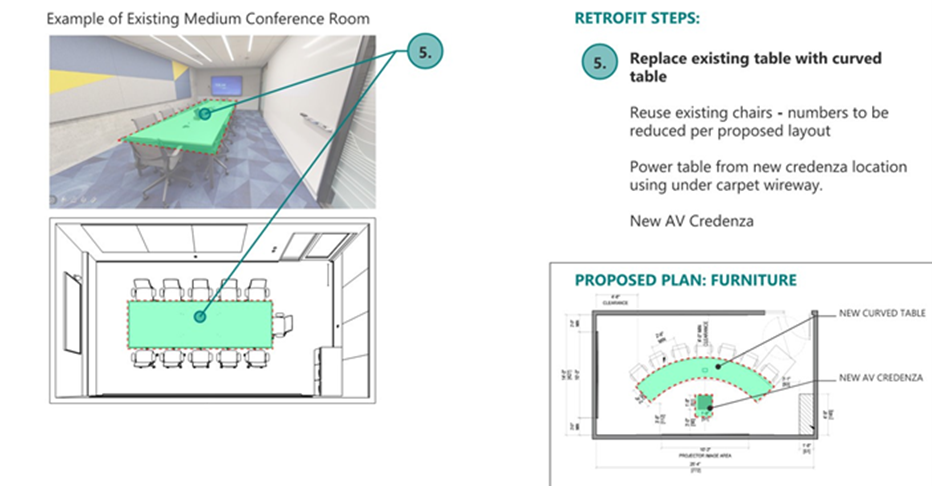 Example of Existing Medium Conference Room
5.
RETROFIT STEPS:
5.
Replace existing table with curved
table
Reuse existing chairs - numbers to be
reduced per proposed layout
Power table from new credenza location
using under carpet wireway.
New AV Credenza
PROPOSED PLAN: FURNITURE
CLEARANCE
NEW CURVED TABLE
NEW AV CREDENZA
PROJECTOR IMAGE AREA